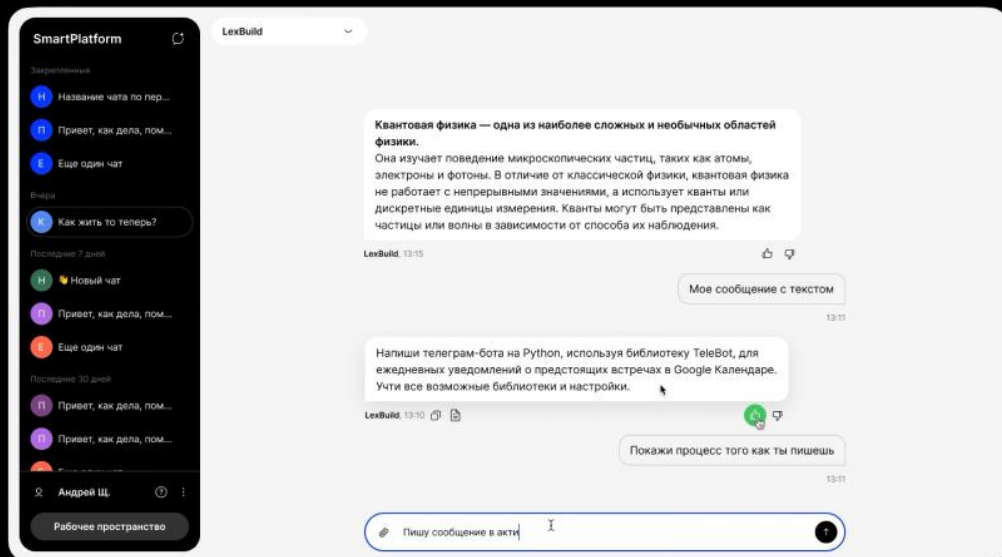 SmartPlatform
Закрепленные
Н Название чата по пер...
П Привет, как дела, пом...
Е Еще один чат
Вчера
К Как жить то теперь?
Последние 7 дней
Н 👋 Новый чат
П Привет, как дела, пом...
Е Еще один чат
Последние 30 дней
П Привет, как дела, пом...
П Привет, как дела, пом...
Андрей Щ.
Рабочее пространство
LexBuild
Квантовая физика — одна из наиболее сложных и необычных областей
физики.
Она изучает поведение микроскопических частиц, таких как атомы,
электроны и фотоны. В отличие от классической физики, квантовая физика
не работает с непрерывными значениями, а использует кванты или
дискретные единицы измерения. Кванты могут быть представлены как
частицы или волны в зависимости от способа их наблюдения.
LexBuild, 13:15
Мое сообщение с текстом
13:11
Напиши телеграм-бота на Python, используя библиотеку TeleBot, для
ежедневных уведомлений о предстоящих встречах в Google Календаре.
Учти все возможные библиотеки и настройки.
LexBuild, 13:10
Покажи процесс того как ты пишешь
13:11
Пишу сообщение в акти